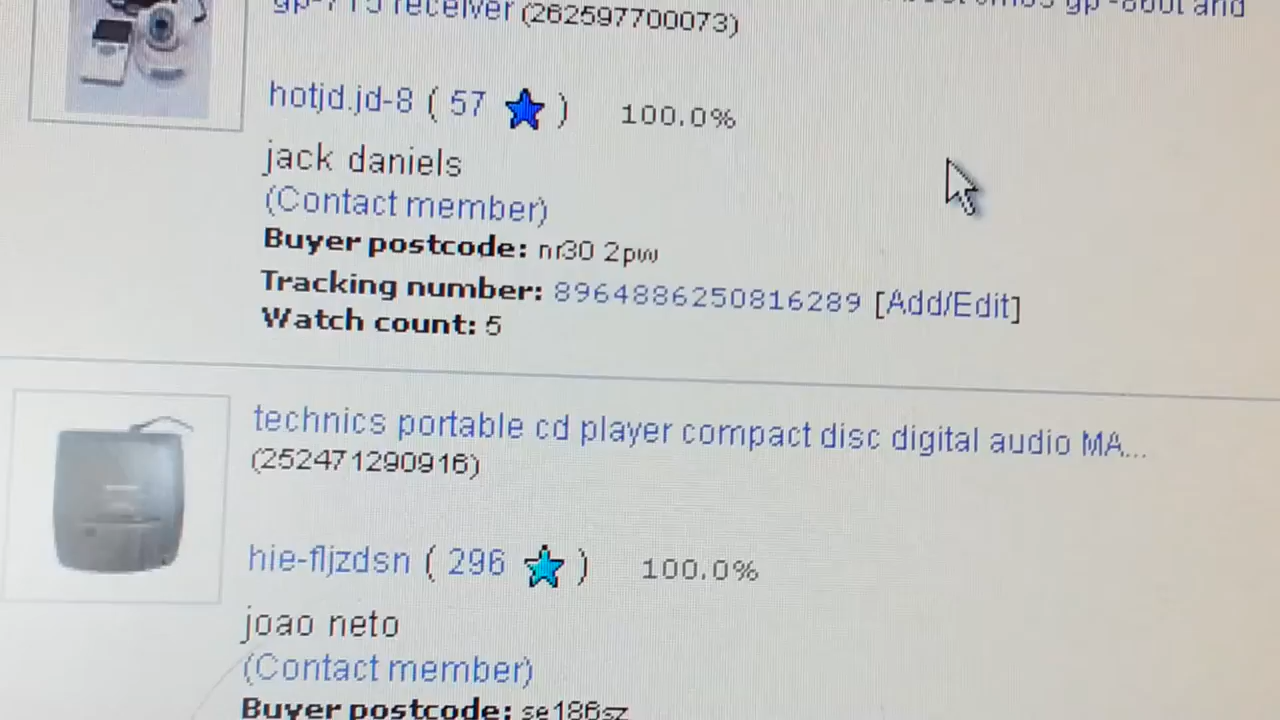 receiver (262597700073)
hotjd.jd-8 ( 57 ) 100.0%
jack daniels
(Contact member)
Buyer postcode: nr30 2pw
Tracking number: 8964886250816289 [Add/Edit]
Watch count: 5
technics portable cd player compact disc digital audio MA...
(252471290916)
hie-fljzdsn ( 296 ) 100.0%
joao neto
(Contact member)
Buyer postcode: se186sz